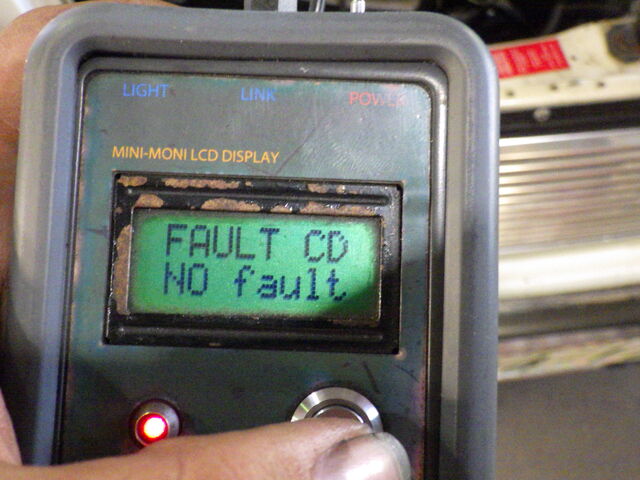 LIGHT LINK POWER
MINI-MONI LCD DISPLAY
FAULT CD
NO fault